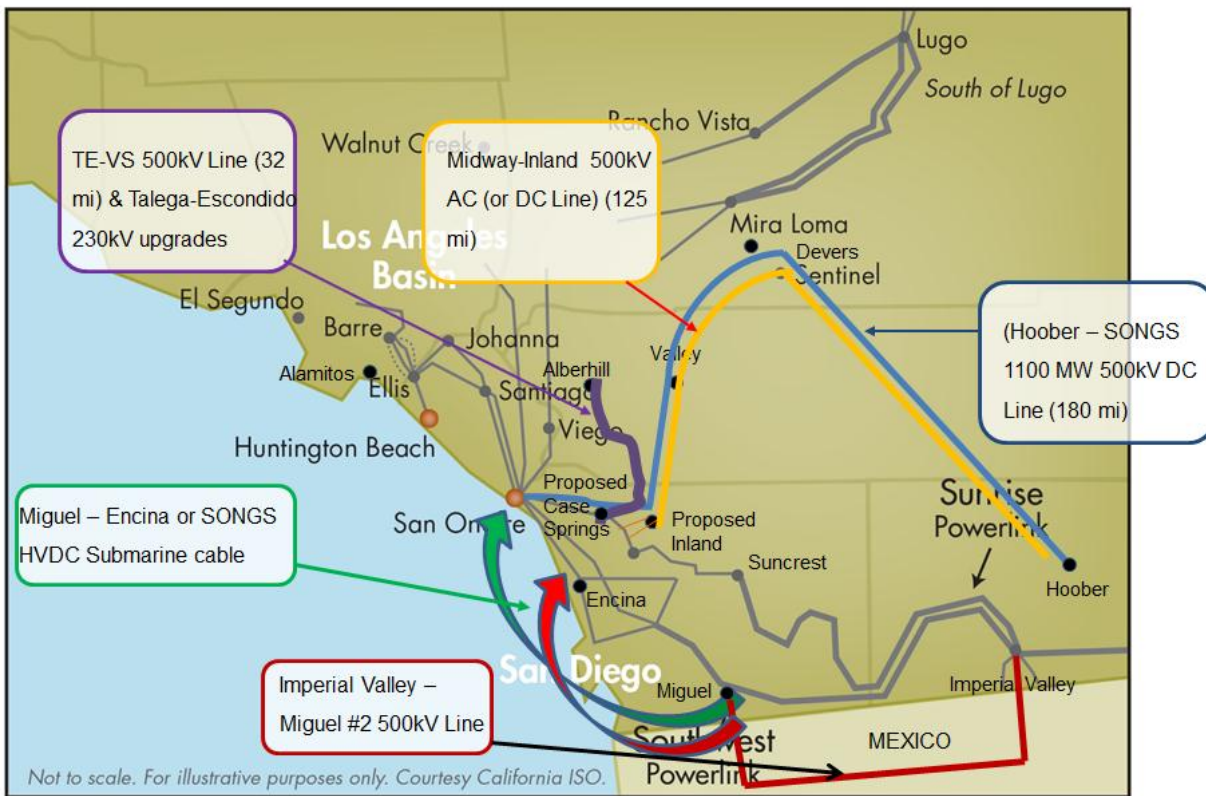 Lugo
South of Lugo
Rancho Vista
Walnut Creek
TE-VS 500kV Line (32
mi) & Talega-Escondido
230kV upgrades
Midway-Inland 500kV
AC (or DC Line) (125
mi)
Los Angeles
Basin
Mira Loma
Devers
Sentinel
El Segundo
Barre
Johanna
Alamitos
Ellis
Alberhill
Valley
Santiago
Viego
Huntington Beach
(Hoober – SONGS
1100 MW 500kV DC
Line (180 mi)
Miguel – Encina or SONGS
HVDC Submarine cable
San Onofre
Proposed
Case
Springs
Proposed
Inland
Sunrise
Powerlink
Suncrest
Hoober
Encina
San Diego
Imperial Valley –
Miguel #2 500kV Line
Miguel
Imperial Valley
Southwest
Powerlink
MEXICO
Not to scale. For illustrative purposes only. Courtesy California ISO.